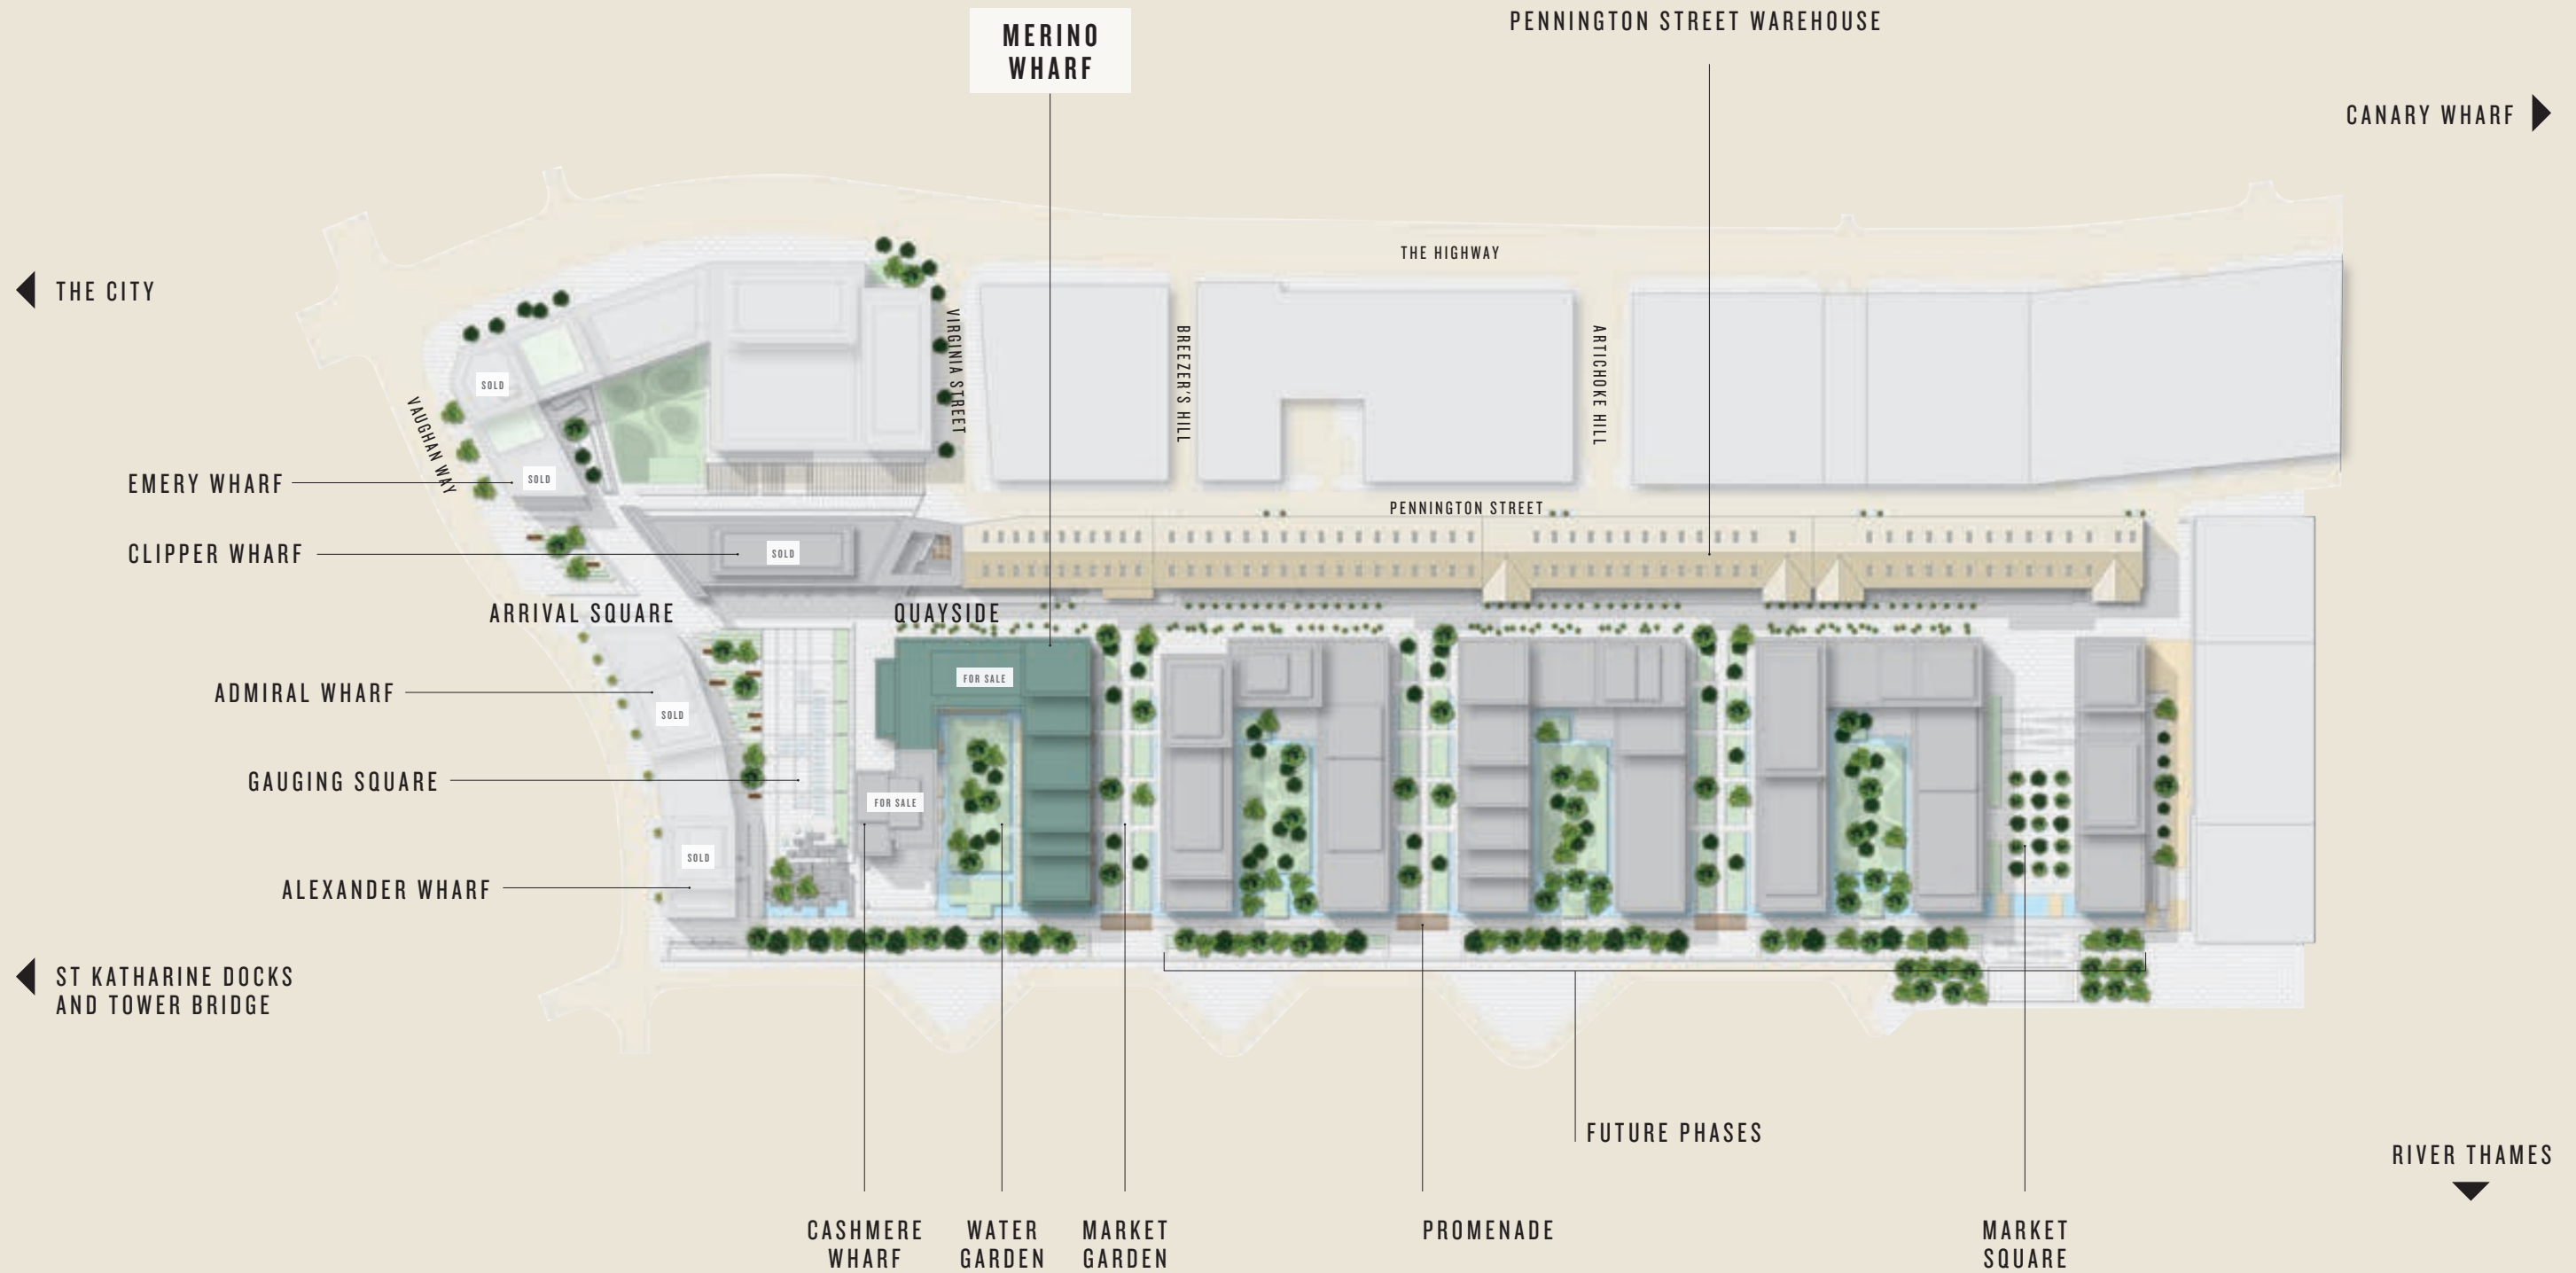 MERINO
WHARF
PENNINGTON STREET WAREHOUSE
CANARY WHARF
THE HIGHWAY
THE CITY
VIRGINIA STREET
BREEZER'S HILL
ARTICHOKE HILL
SOLD
VAUGHAN WAY
EMERY WHARF
SOLD
PENNINGTON STREET
CLIPPER WHARF
SOLD
ARRIVAL SQUARE
QUAYSIDE
FOR SALE
ADMIRAL WHARF
SOLD
GAUGING SQUARE
FOR SALE
SOLD
ALEXANDER WHARF
ST KATHARINE DOCKS
AND TOWER BRIDGE
FUTURE PHASES
RIVER THAMES
CASHMERE
WHARF
WATER
GARDEN
MARKET
GARDEN
PROMENADE
MARKET
SQUARE